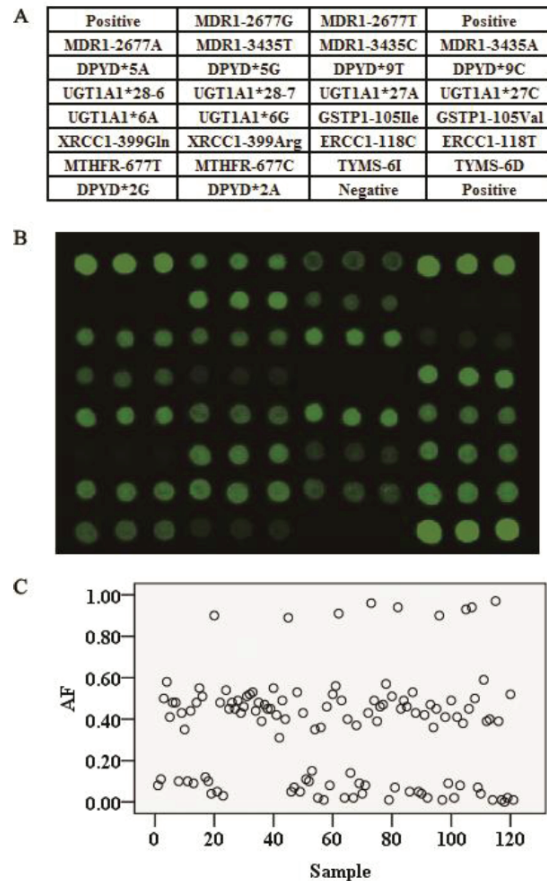 A
Positive MDR1-2677G MDR1-2677T Positive
MDR1-2677A MDR1-3435T MDR1-3435C MDR1-3435A
DPYD*5A DPYD*5G DPYD*9T DPYD*9C
UGT1A1*28-6 UGT1A1*28-7 UGT1A1*27A UGT1A1*27C
UGT1A1*6A UGT1A1*6G GSTP1-105Ile GSTP1-105Val
XRCC1-399Gln XRCC1-399Arg ERCC1-118C ERCC1-118T
MTHFR-677T MTHFR-677C TYMS-6I TYMS-6D
DPYD*2G DPYD*2A Negative Positive
B
C
1.00
0.80
0.60
0.40
0.20
0.00
AF
0 20 40 60 80 100 120
Sample